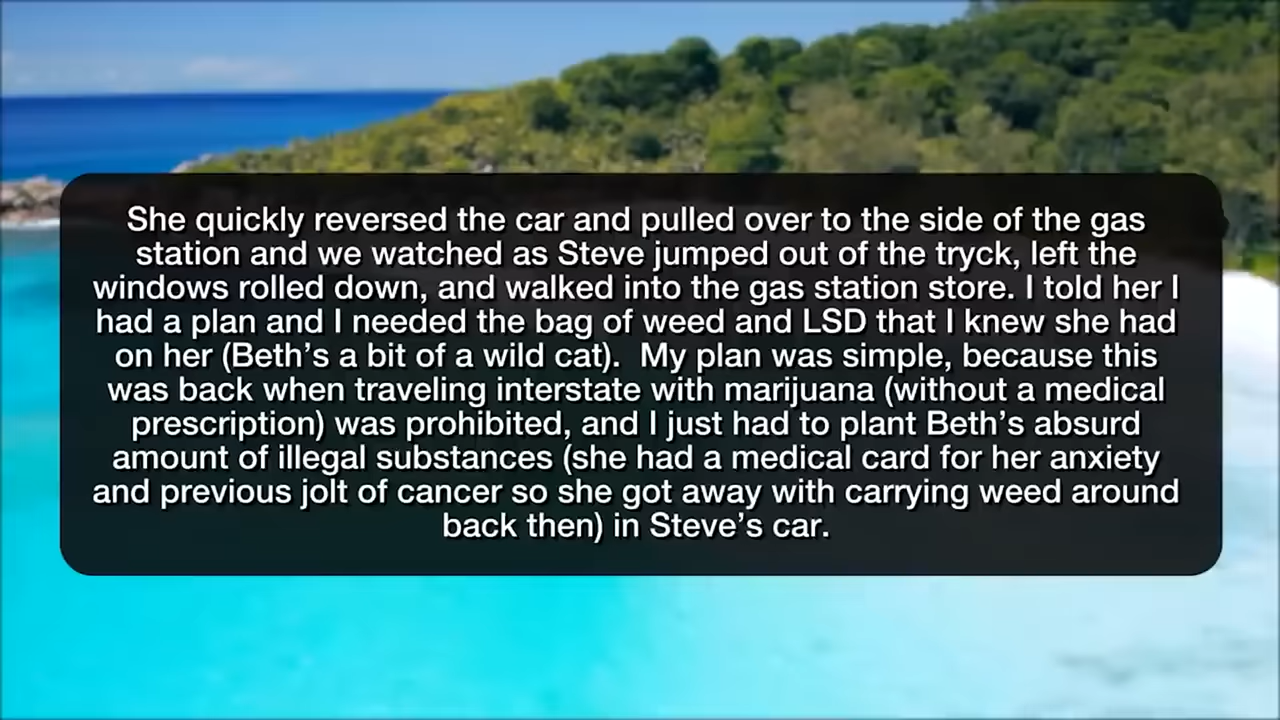 She quickly reversed the car and pulled over to the side of the gas
station and we watched as Steve jumped out of the tryck, left the
windows rolled down, and walked into the gas station store. I told her I
had a plan and I needed the bag of weed and LSD that I knew she had
on her (Beth’s a bit of a wild cat).  My plan was simple, because this
was back when traveling interstate with marijuana (without a medical
prescription) was prohibited, and I just had to plant Beth’s absurd
amount of illegal substances (she had a medical card for her anxiety
and previous jolt of cancer so she got away with carrying weed around
back then) in Steve’s car.